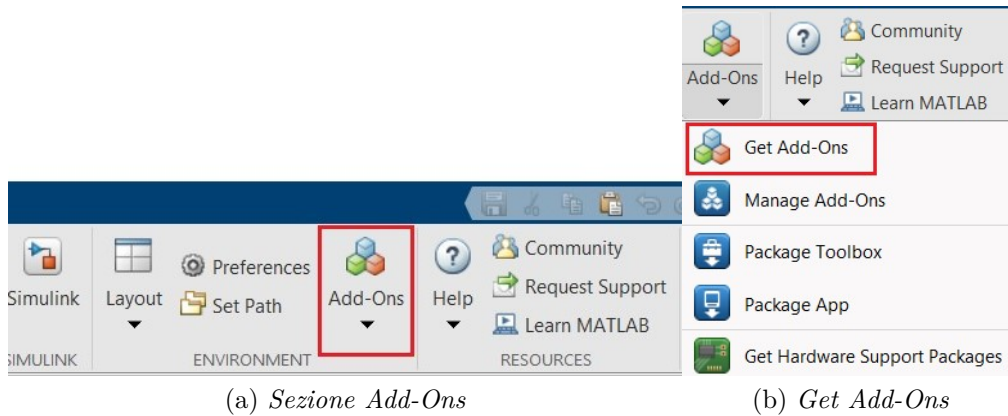 Add-Ons
Help
Community
Request Support
Learn MATLAB
Get Add-Ons
Manage Add-Ons
Package Toolbox
Package App
Get Hardware Support Packages
Simulink
Layout
Preferences
Set Path
Add-Ons
Help
Community
Request Support
Learn MATLAB
SIMULINK
ENVIRONMENT
RESOURCES
(a) Sezione Add-Ons
(b) Get Add-Ons